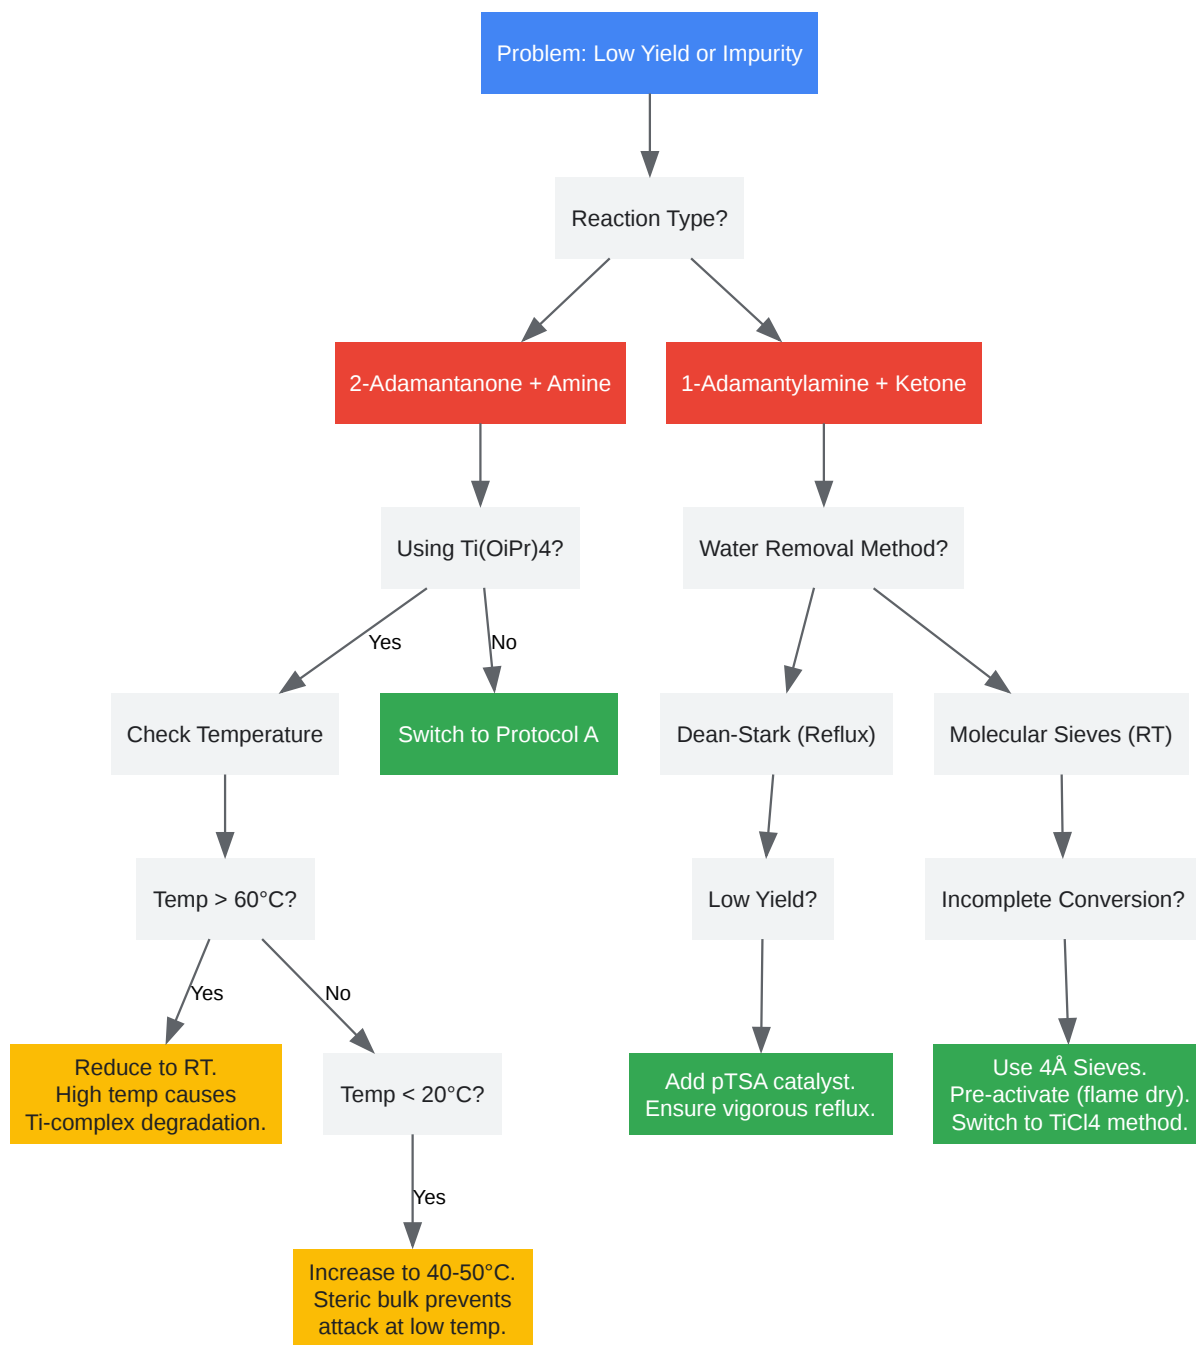 Problem: Low Yield or Impurity
Reaction Type?
2-Adamantanone + Amine
1-Adamantylamine + Ketone
Using Ti(OiPr)4?
Water Removal Method?
Yes
No
Check Temperature
Switch to Protocol A
Dean-Stark (Reflux)
Molecular Sieves (RT)
Temp > 60°C?
Low Yield?
Incomplete Conversion?
Yes
No
Reduce to RT.
High temp causes
Ti-complex degradation.
Temp < 20°C?
Add pTSA catalyst.
Ensure vigorous reflux.
Use 4Å Sieves.
Pre-activate (flame dry).
Switch to TiCl4 method.
Yes
Increase to 40-50°C.
Steric bulk prevents
attack at low temp.